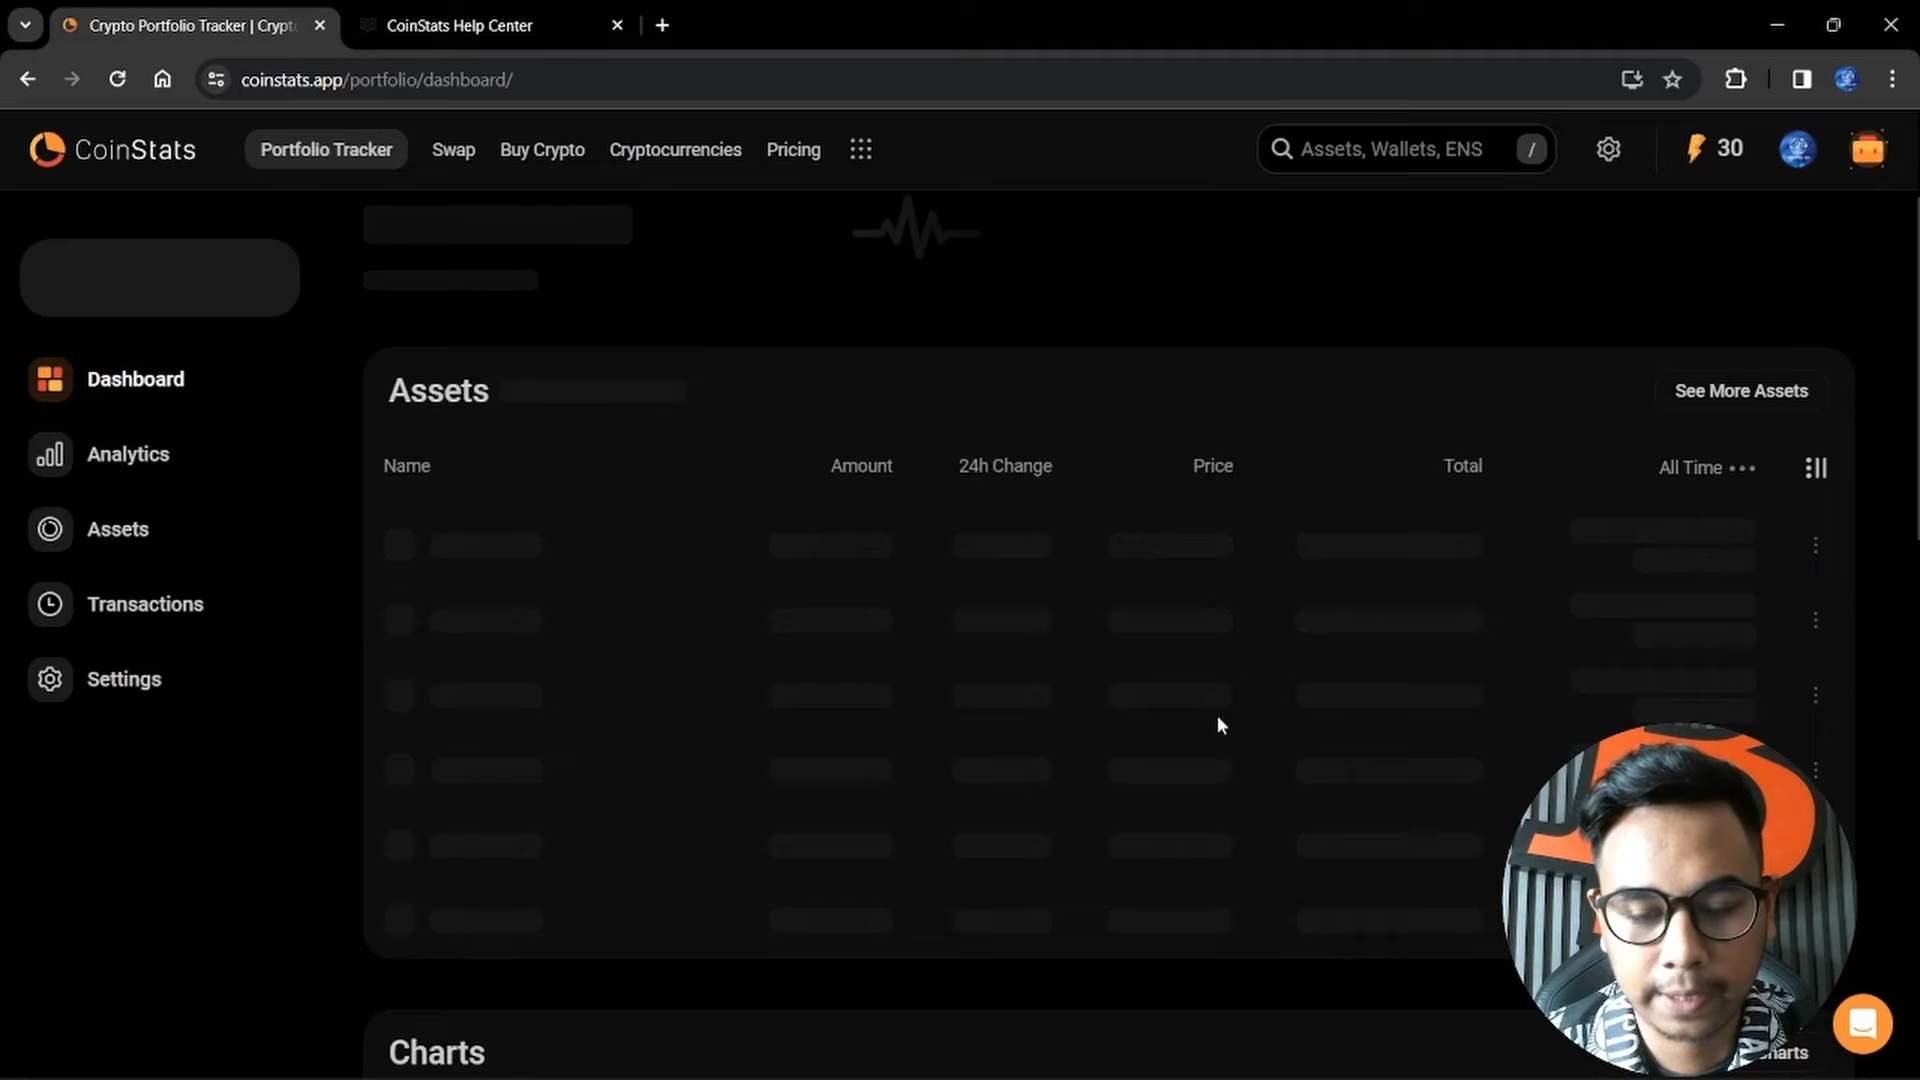 Crypto Portfolio Tracker | Crypt
CoinStats Help Center
coinstats.app/portfolio/dashboard/
CoinStats
Portfolio Tracker
Swap
Buy Crypto
Cryptocurrencies
Pricing
Assets, Wallets, ENS
/
30
Dashboard
Analytics
Assets
Transactions
Settings
Assets
See More Assets
Name
Amount
24h Change
Price
Total
All Time
Charts